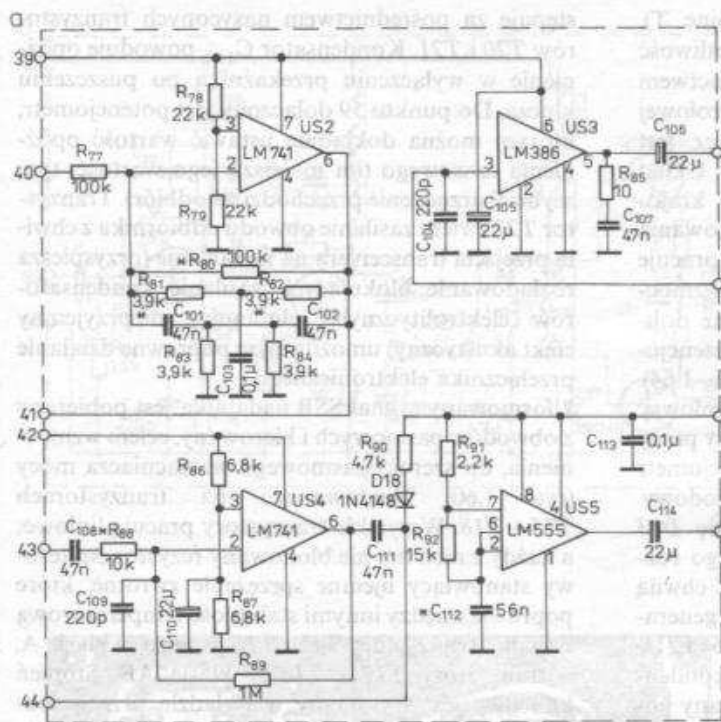 a
39
R78
22k
3
7
US2
LM741
6
2
4
R79
22k
40
R77
100k
*R80
100k
R81
3,9k
R82
3,9k
*
*
C101
47n
C102
47n
R83
3,9k
C103
0,1µ
R84
3,9k
41
6
US3
3
LM386
5
2
4
C104 220p
C105
22µ
C106
22µ
R85
10
C107
47n
42
R86
6,8k
3
7
US4
2
LM741
6
4
43
C108*
47n
R88
10k
C109
220p
C110 22µ
R87
6,8k
R89
1M
44
C111
47n
R90
4,7k
D18
1N4148
R91
2,2k
7
R92
15k
6
2
8
4
US5
LM555
3
1
*C112
56n
C113
0,1µ
C114
22µ